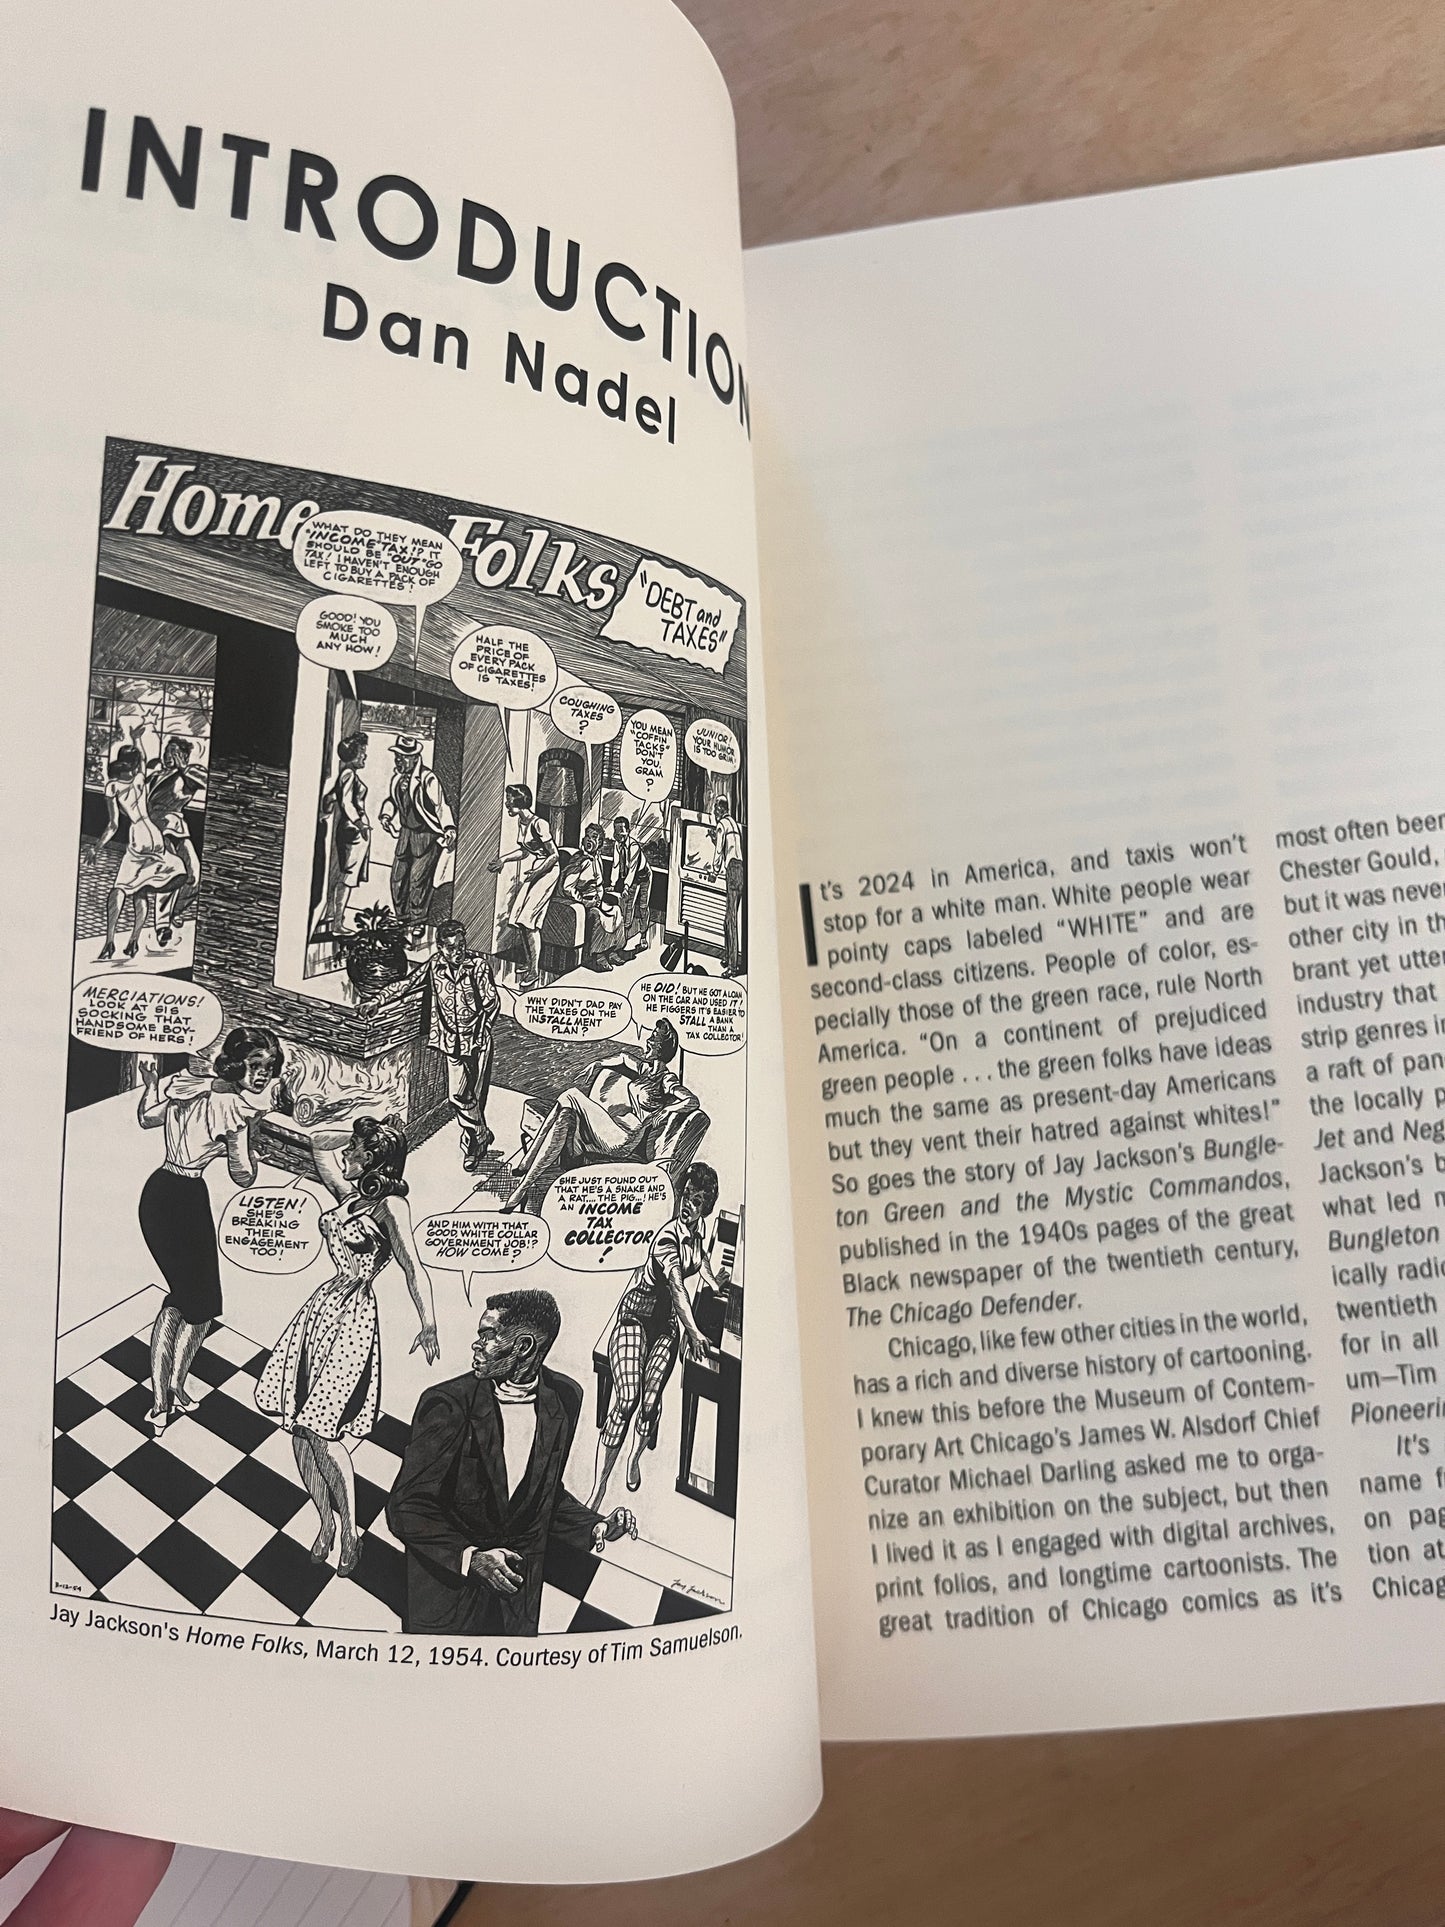 INTRODUCTION
Dan Nadel
Home Folks
"DEBT and
TAXES"
WHAT DO THEY MEAN
"INCOME TAX!? IT
SHOULD BE "OUT" GO
TAX! I HAVEN'T ENOUGH
LEFT TO BUY A PACK OF
CIGARETTES!
GOOD! YOU
SMOKE TOO
MUCH
ANY HOW!
HALF THE
PRICE OF
EVERY PACK
OF CIGARETTES
IS TAXES!
COUGHING
TAXES
?
YOU MEAN
"COFFIN
TACKS"
DON'T
YOU,
GRAM
?
JUNIOR!
YOUR HUMOR
IS TOO GRIM!
MERCIATIONS!
LOOK AT SIS
SOCKING THAT
HANDSOME BOY-
FRIEND OF HERS!
WHY DIDN'T DAD PAY
THE TAXES ON THE
INSTALLMENT
PLAN?
HE DID! BUT HE GOT A LOAN
ON THE CAR AND USED IT!
HE FIGGERS IT'S EASIER TO
STALL A BANK
THAN A
TAX COLLECTOR!
LISTEN!
SHE'S
BREAKING
THEIR
ENGAGEMENT
TOO!
SHE JUST FOUND OUT
THAT HE'S A SNAKE AND
A RAT.... THE PIG...! HE'S
AN INCOME
TAX
COLLECTOR
!
AND HIM WITH THAT
GOOD, WHITE COLLAR
GOVERNMENT JOB!?
HOW COME?
3-12-54
Jay Jackson
Jay Jackson's Home Folks, March 12, 1954. Courtesy of Tim Samuelson.
It's 2024 in America, and taxis won't
stop for a white man. White people wear
pointy caps labeled "WHITE" and are
second-class citizens. People of color, es-
pecially those of the green race, rule North
America. "On a continent of prejudiced
green people . . . the green folks have ideas
much the same as present-day Americans
but they vent their hatred against whites!"
So goes the story of Jay Jackson's Bungle-
ton Green and the Mystic Commandos,
published in the 1940s pages of the great
Black newspaper of the twentieth century,
The Chicago Defender.
Chicago, like few other cities in the world,
has a rich and diverse history of cartooning.
I knew this before the Museum of Contem-
porary Art Chicago's James W. Alsdorf Chief
Curator Michael Darling asked me to orga-
nize an exhibition on the subject, but then
I lived it as I engaged with digital archives,
print folios, and longtime cartoonists. The
great tradition of Chicago comics as it's
most often been
Chester Gould,
but it was never
other city in th
brant yet utter
industry that
strip genres i
a raft of pan
the locally p
Jet and Neg
Jackson's b
what led m
Bungleton
ically radic
twentieth
for in all
um—Tim
Pioneerin
It's
name f
on pag
tion at
Chicag